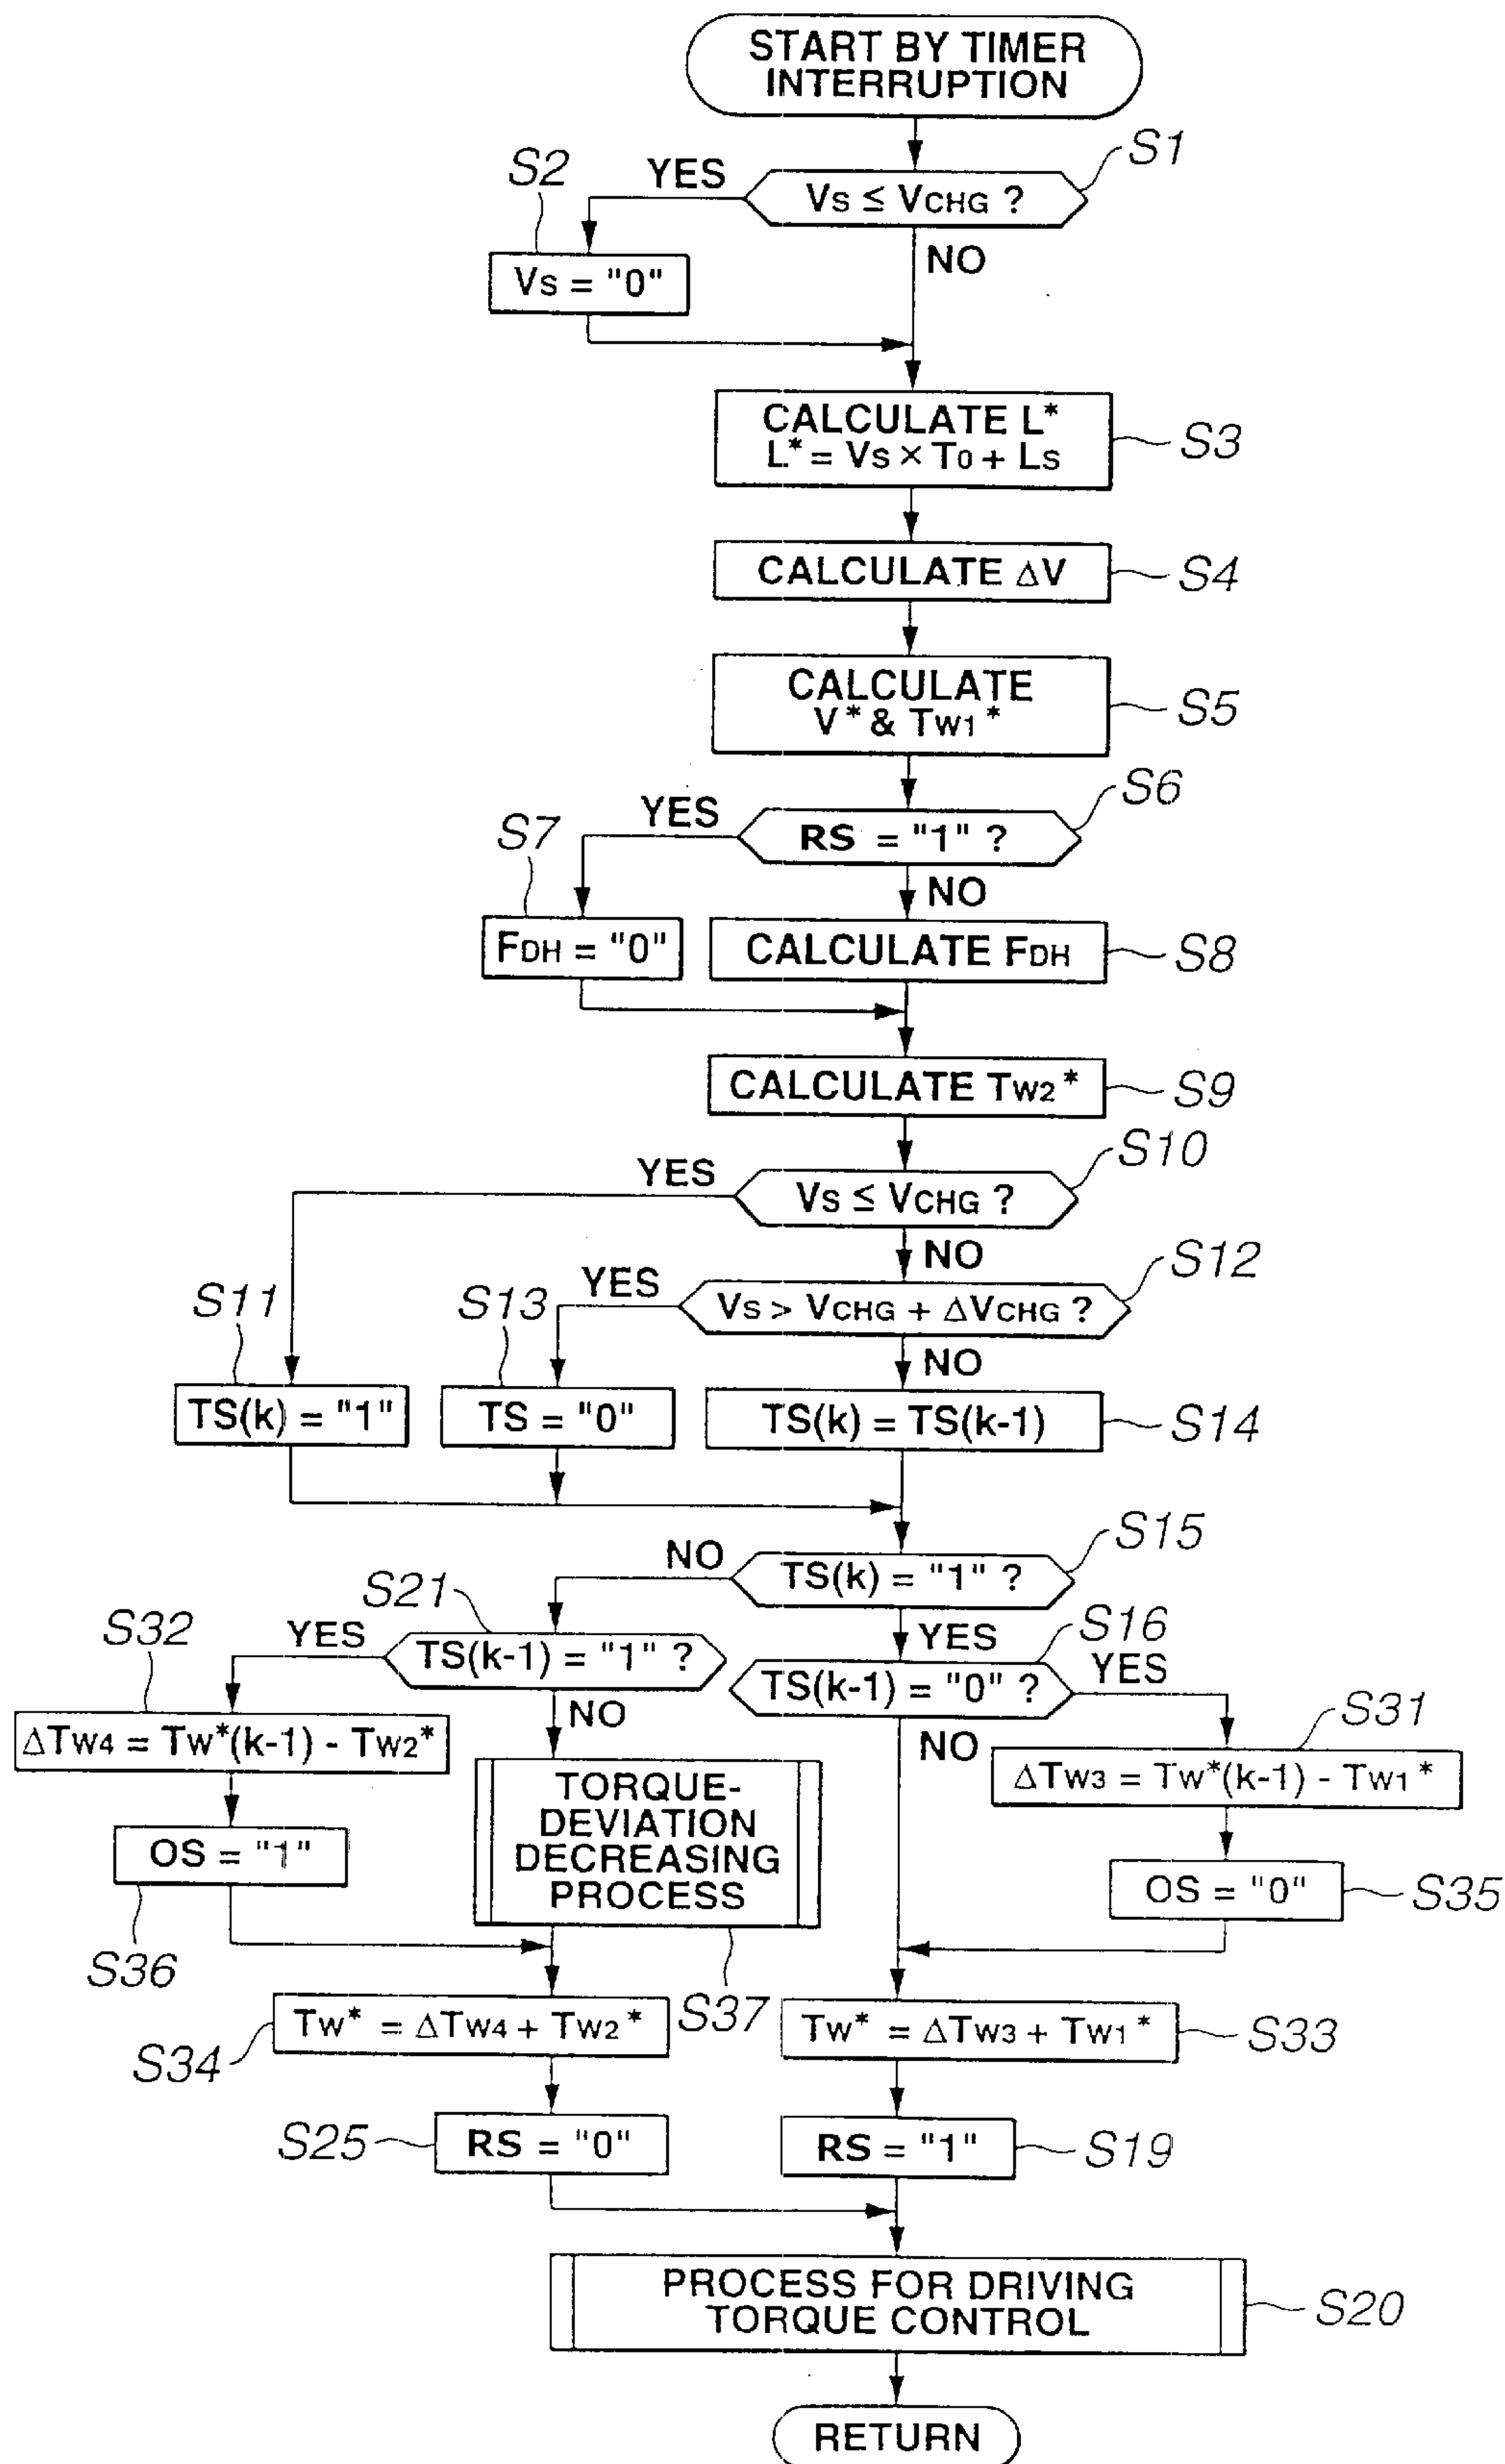 START BY TIMER
INTERRUPTION
S1
S2
YES
Vs ≤ VCHG ?
NO
Vs = "0"
CALCULATE L*
L* = Vs × T0 + Ls
S3
CALCULATE ΔV
S4
CALCULATE
V* & TW1*
S5
S6
YES
S7
RS = "1" ?
NO
FDH = "0"
CALCULATE FDH
S8
CALCULATE TW2*
S9
S10
YES
Vs ≤ VCHG ?
NO
S12
YES
S11
S13
Vs > VCHG + ΔVCHG ?
NO
TS(k) = "1"
TS = "0"
TS(k) = TS(k-1)
S14
S15
NO
TS(k) = "1" ?
S21
S32
YES
YES
S16
TS(k-1) = "1" ?
TS(k-1) = "0" ?
YES
NO
S31
NO
ΔTW4 = TW*(k-1) - TW2*
ΔTW3 = TW*(k-1) - TW1*
TORQUE-
DEVIATION
DECREASING
PROCESS
OS = "1"
OS = "0"
S35
S36
S37
TW* = ΔTW4 + TW2*
TW* = ΔTW3 + TW1*
S33
S34
S25
RS = "0"
RS = "1"
S19
PROCESS FOR DRIVING
TORQUE CONTROL
S20
RETURN